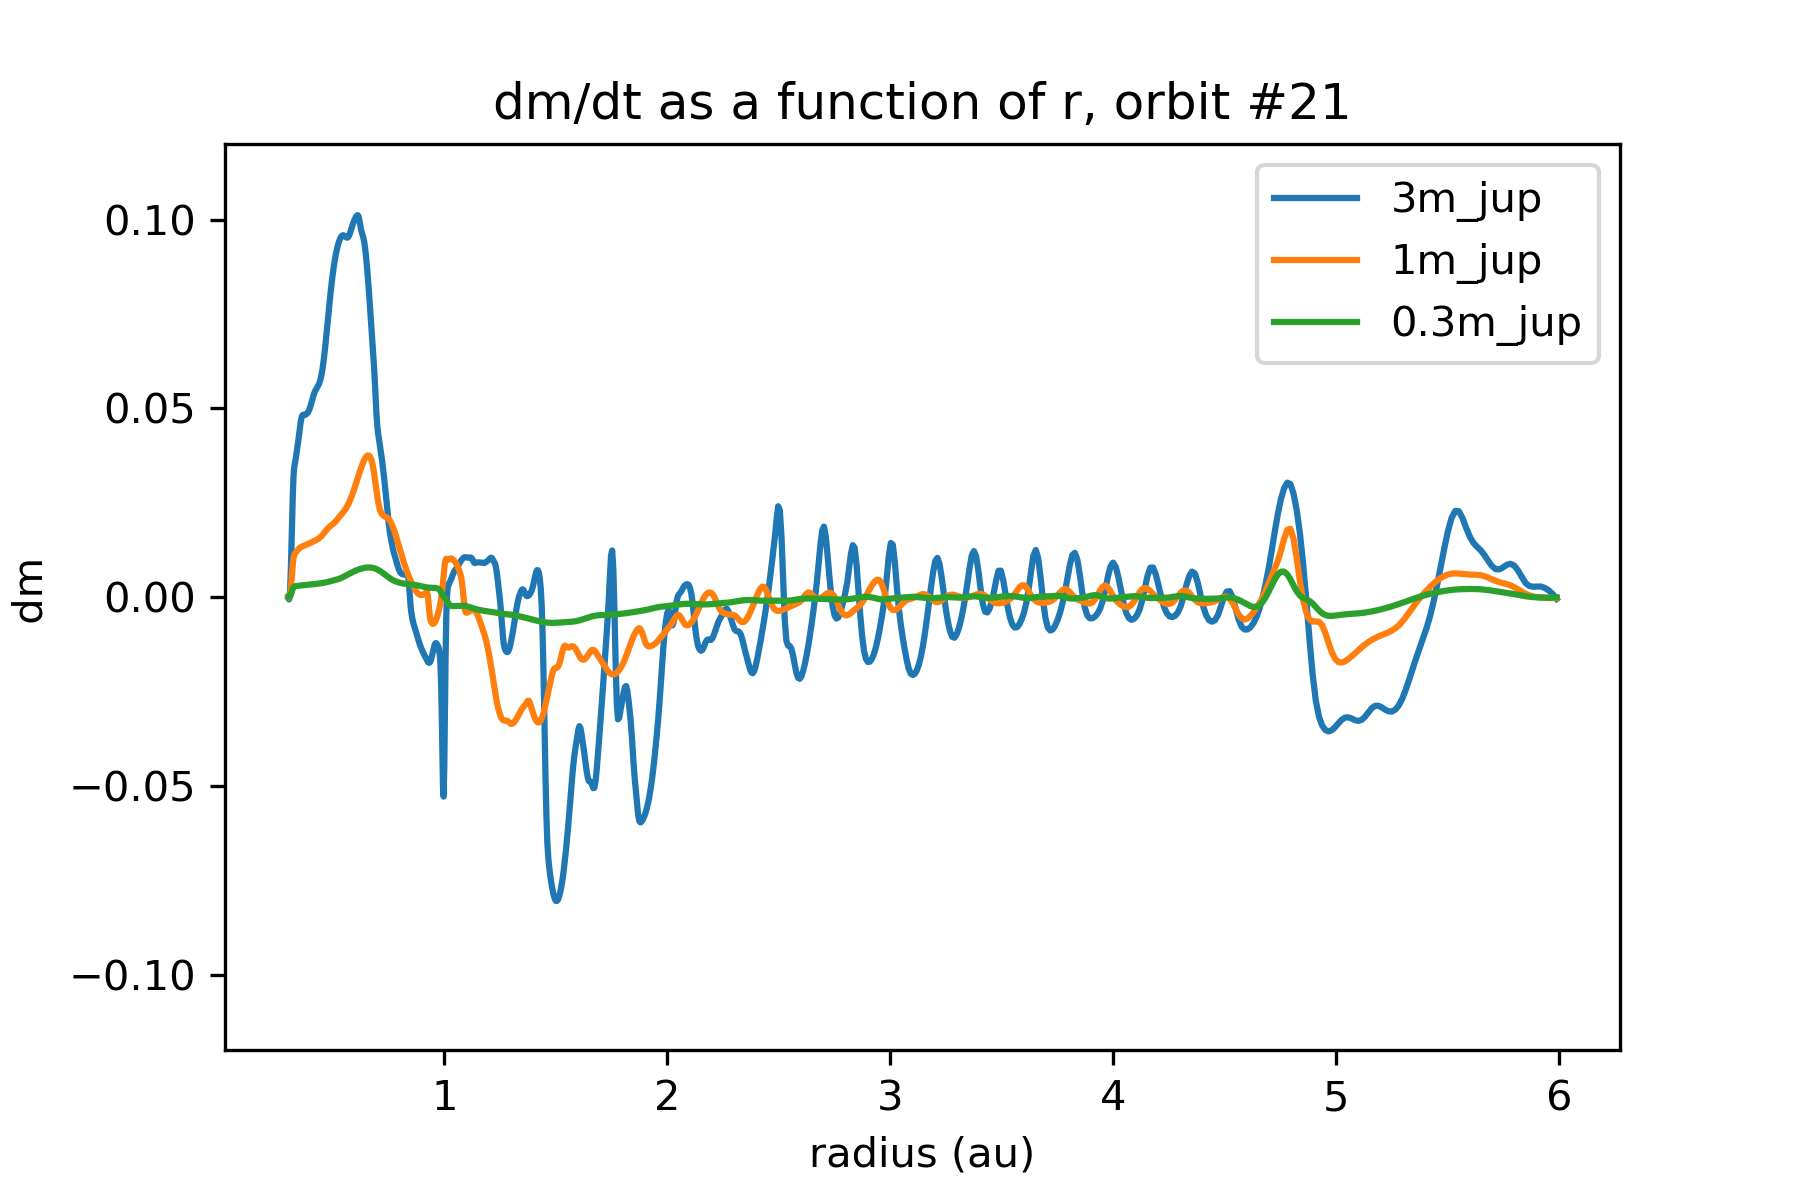 dm/dt as a function of r, orbit #21
3m_jup
1m_jup
0.3m_jup
0.10
0.05
0.00
−0.05
−0.10
dm
1 2 3 4 5 6
radius (au)